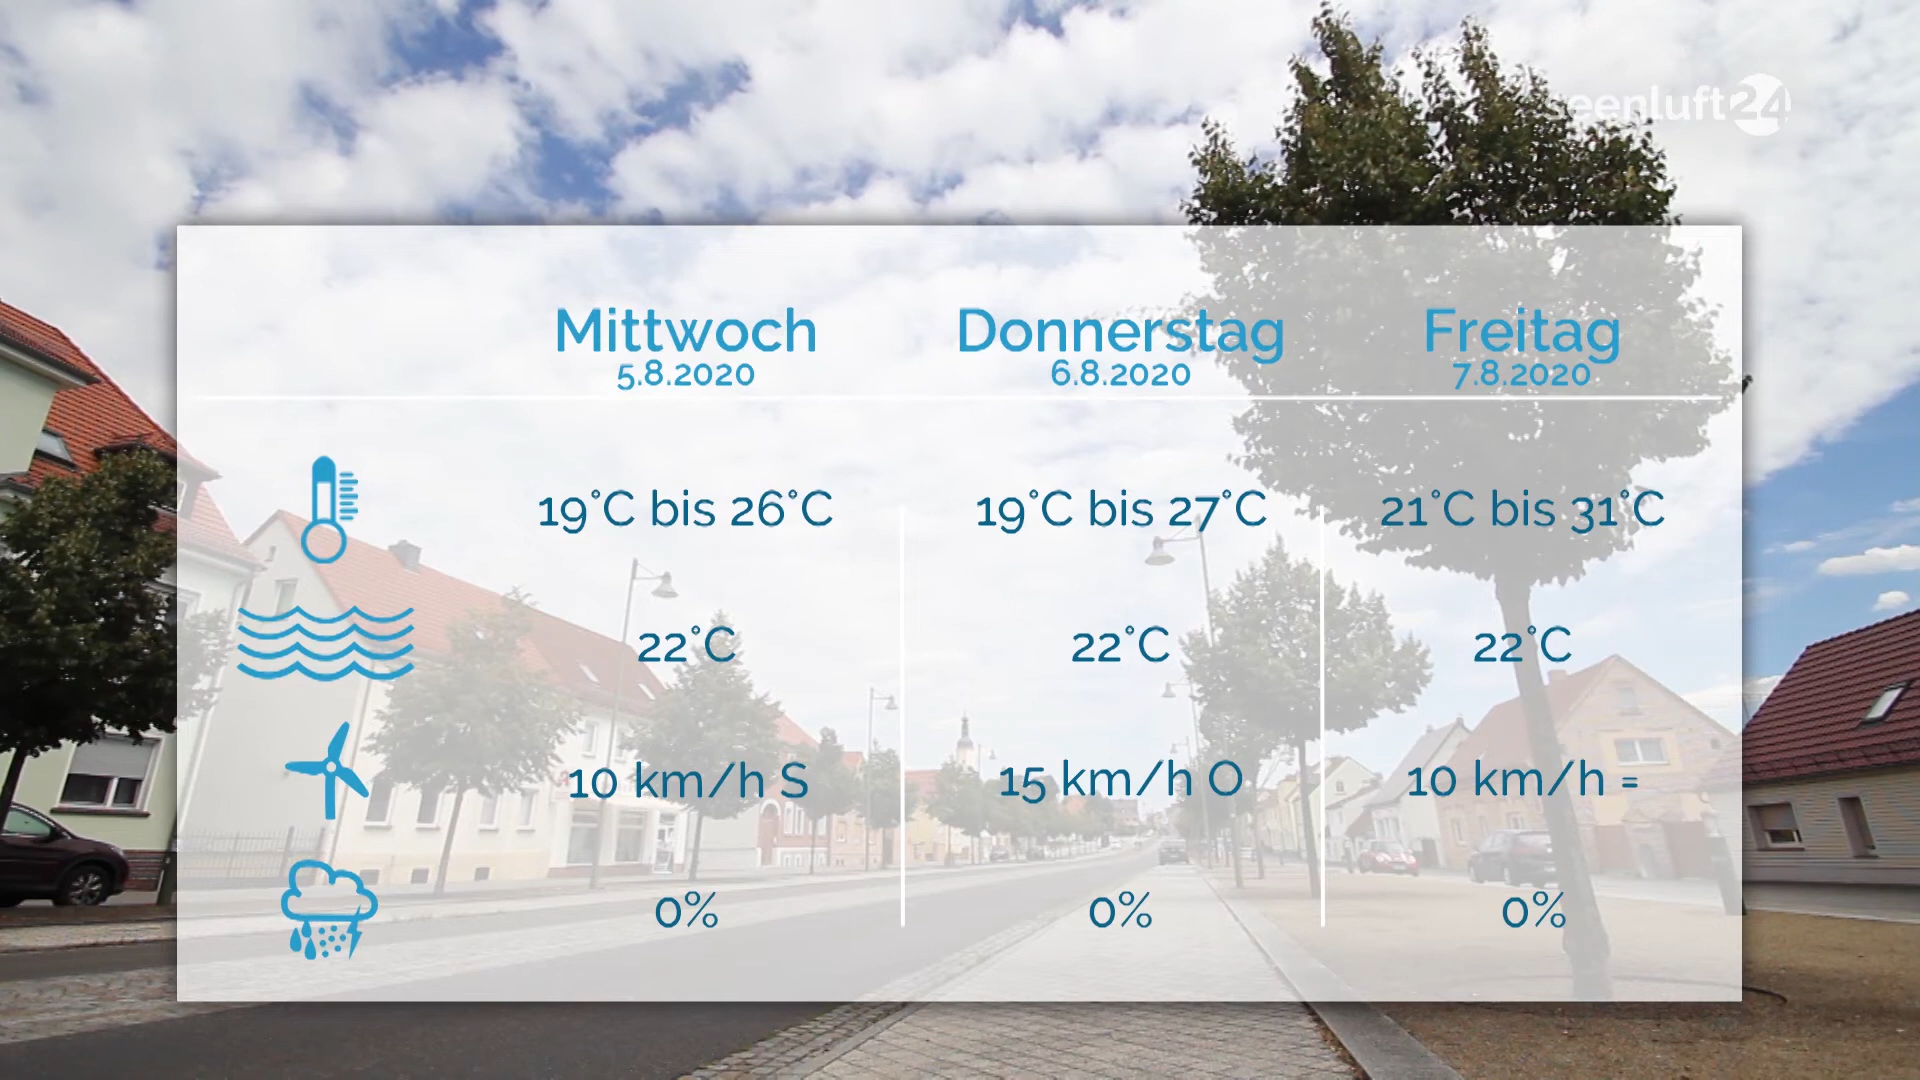 seenluft24
Mittwoch Donnerstag Freitag
5.8.2020 6.8.2020 7.8.2020
19°C bis 26°C 19°C bis 27°C 21°C bis 31°C
22°C 22°C 22°C
10 km/h S 15 km/h O 10 km/h =
0% 0% 0%